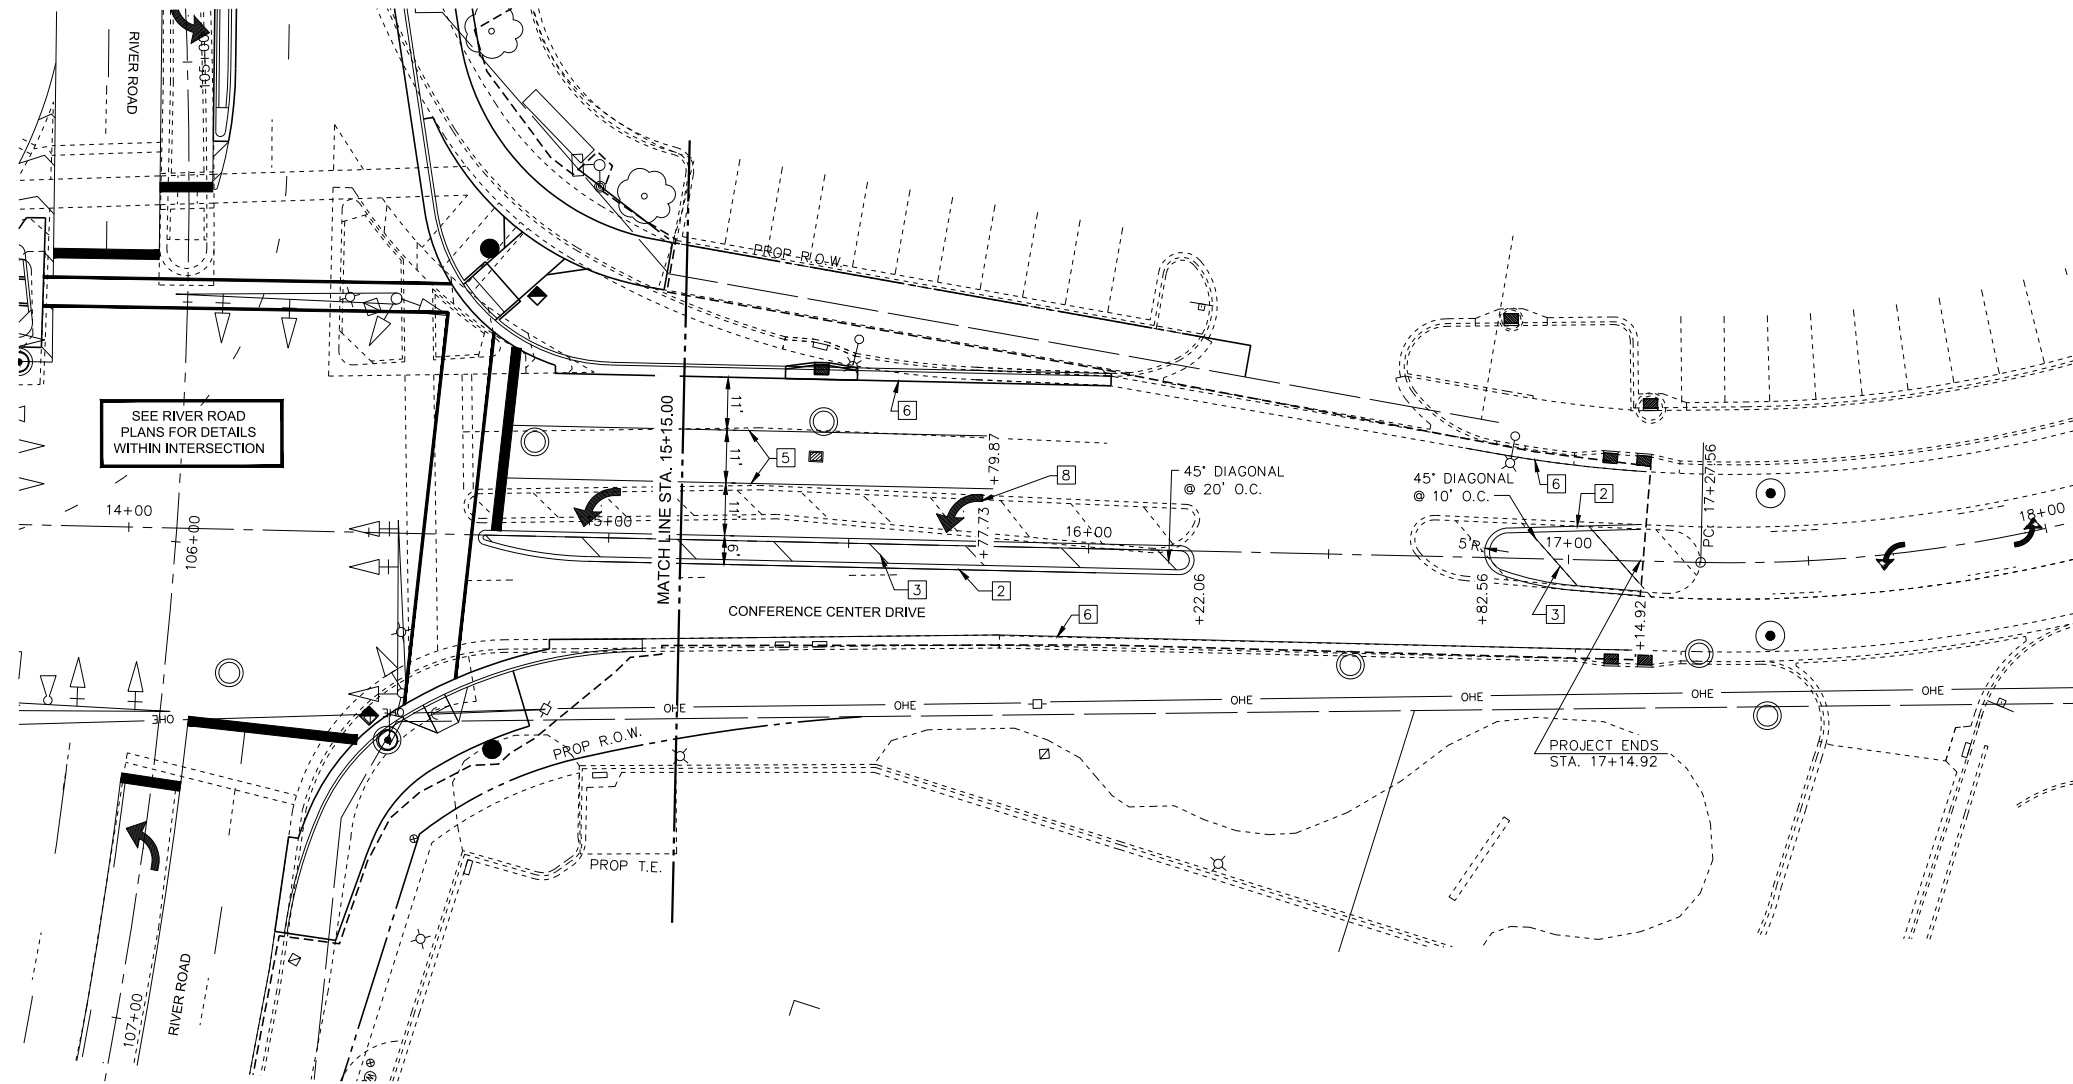 RIVER ROAD
105+00
PROP R.O.W.
SEE RIVER ROAD
PLANS FOR DETAILS
WITHIN INTERSECTION
14+00
106+00
15+00
MATCH LINE STA. 15+15.00
11'
11'
11'
9'
6
5
+79.87
8
+77.73
45° DIAGONAL
@ 20' O.C.
16+00
3
2
CONFERENCE CENTER DRIVE
6
+22.06
45° DIAGONAL
@ 10' O.C.
6
2
5'R.
17+00
+82.56
3
+14.92
PC: 17+27.56
18+00
OHE
OHE
OHE
OHE
OHE
OHE
OHE
PROP R.O.W.
PROJECT ENDS
STA. 17+14.92
PROP T.E.
RIVER ROAD
107+00